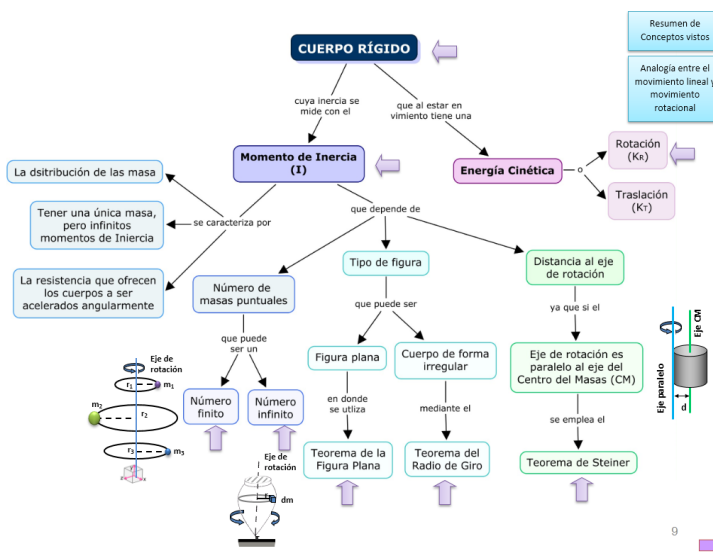 Resumen de
Conceptos vistos
CUERPO RÍGIDO
Analogía entre el
movimiento lineal y
movimiento
rotacional
cuya inercia se
mide con el
que al estar en
vimiento tiene una
Rotación
(KR)
Momento de Inercia
(I)
Energía Cinética
o
La dsitribución de las masa
Traslación
(KT)
Tener una única masa,
pero infinitos
momentos de Iniercia
se caracteriza por
que depende de
Tipo de figura
Distancia al eje
de rotación
La resistencia que ofrecen
los cuerpos a ser
acelerados angularmente
Número de
masas puntuales
que puede ser
ya que si el
que puede
ser un
Figura plana
Cuerpo de forma
irregular
Eje de rotación es
paralelo al eje del
Centro del Masas (CM)
Eje paralelo
Eje CM
d
Eje de
rotación
r1
m1
m2
r2
r3
m3
z
x
Número
finito
Número
infinito
en donde
se utliza
mediante el
se emplea el
Teorema de la
Figura Plana
Teorema del
Radio de Giro
Teorema de Steiner
Eje de
rotación
r
dm
9